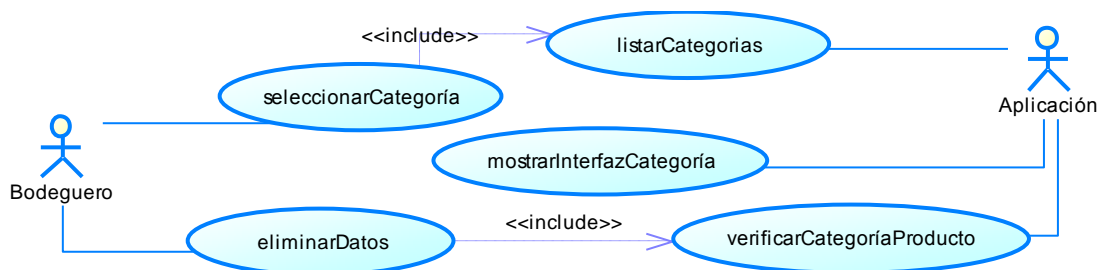 <<include>>
listarCategorias
seleccionarCategoría
Aplicación
mostrarInterfazCategoría
Bodeguero
<<include>>
eliminarDatos
verificarCategoríaProducto